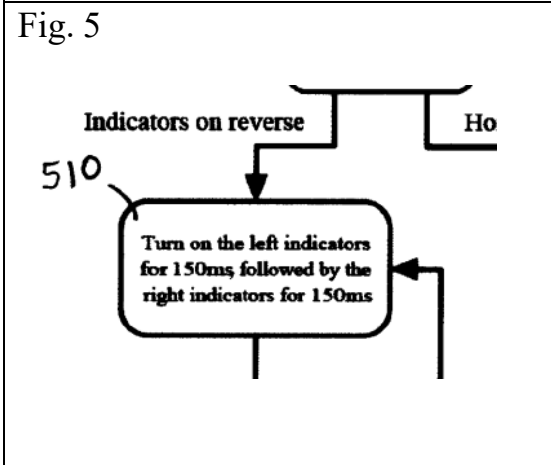 Fig. 5
Indicators on reverse
510
Turn on the left indicators
for 150ms, followed by the
right indicators for 150ms